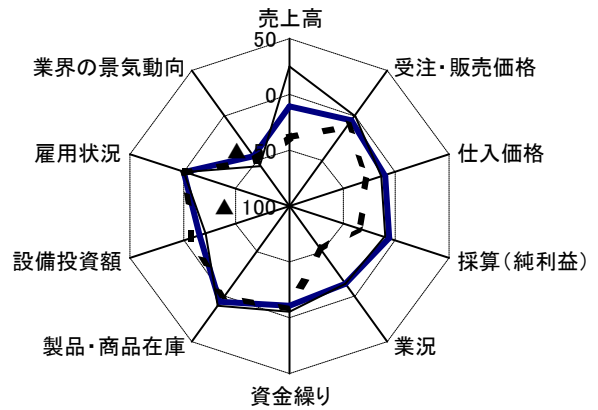 売上高
50
業界の景気動向
受注・販売価格
0
雇用状況
▲ 50
仕入価格
▲ 100
設備投資額
採算（純利益）
製品・商品在庫
業況
資金繰り